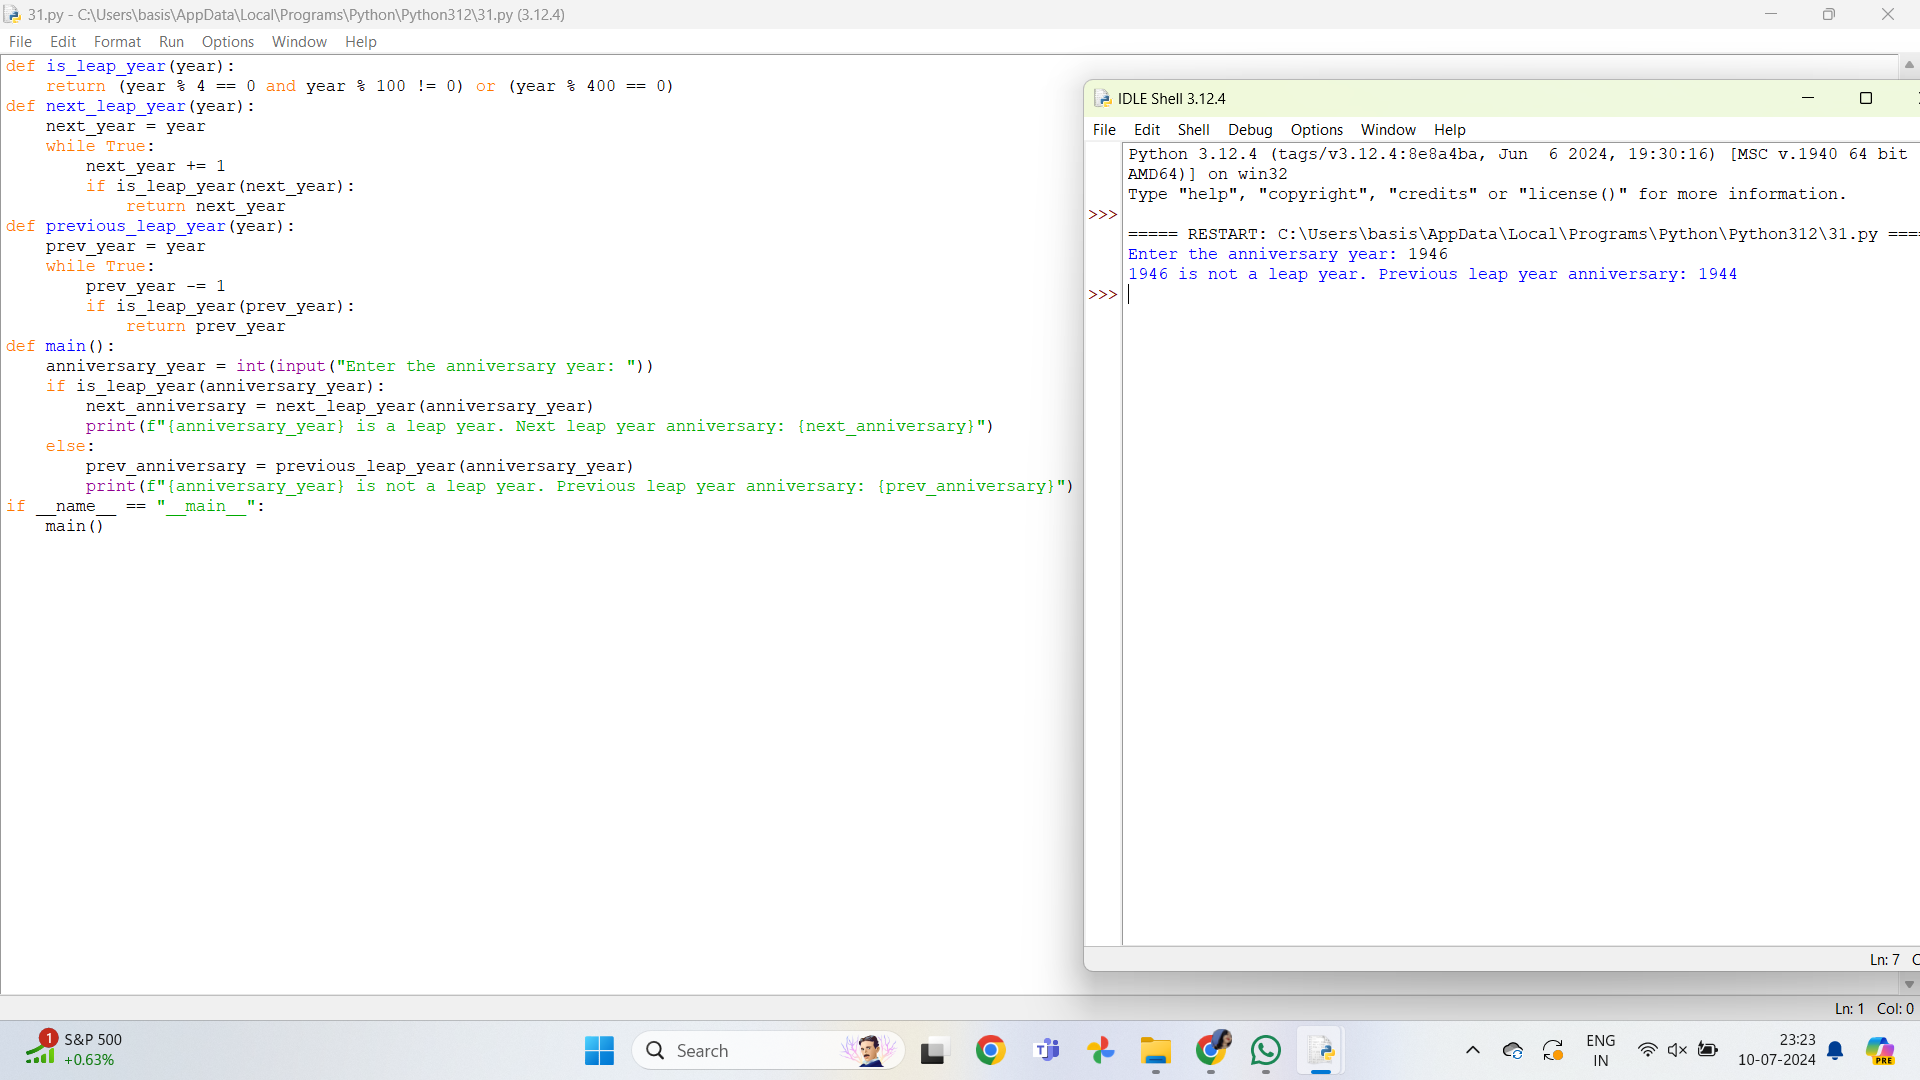 31.py - C:\Users\basis\AppData\Local\Programs\Python\Python312\31.py (3.12.4)
File Edit Format Run Options Window Help
def is_leap_year(year):
    return (year % 4 == 0 and year % 100 != 0) or (year % 400 == 0)
def next_leap_year(year):
    next_year = year
    while True:
        next_year += 1
        if is_leap_year(next_year):
            return next_year
def previous_leap_year(year):
    prev_year = year
    while True:
        prev_year -= 1
        if is_leap_year(prev_year):
            return prev_year
def main():
    anniversary_year = int(input("Enter the anniversary year: "))
    if is_leap_year(anniversary_year):
        next_anniversary = next_leap_year(anniversary_year)
        print(f"{anniversary_year} is a leap year. Next leap year anniversary: {next_anniversary}")
    else:
        prev_anniversary = previous_leap_year(anniversary_year)
        print(f"{anniversary_year} is not a leap year. Previous leap year anniversary: {prev_anniversary}")
if __name__ == "__main__":
    main()
IDLE Shell 3.12.4
File Edit Shell Debug Options Window Help
Python 3.12.4 (tags/v3.12.4:8e8a4ba, Jun  6 2024, 19:30:16) [MSC v.1940 64 bit
AMD64)] on win32
Type "help", "copyright", "credits" or "license()" for more information.
>>>
===== RESTART: C:\Users\basis\AppData\Local\Programs\Python\Python312\31.py ====
Enter the anniversary year: 1946
1946 is not a leap year. Previous leap year anniversary: 1944
>>>
Ln: 7 C
Ln: 1 Col: 0
1
S&P 500
+0.63%
Search
ENG
IN
23:23
10-07-2024
PRE